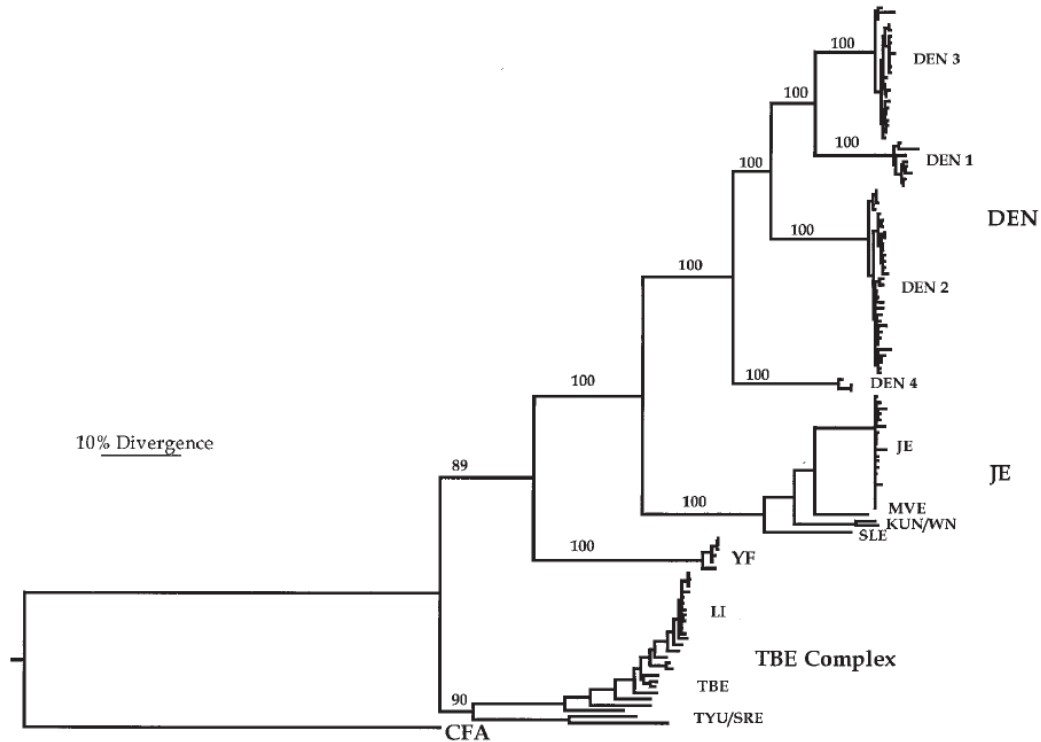 100
DEN 3
100
100
DEN 1
100
100
DEN 2
DEN
100
100
DEN 4
100
10% Divergence
JE
JE
89
100
MVE
KUN/WN
SLE
100
YF
LI
TBE Complex
TBE
90
TYU/SRE
CFA